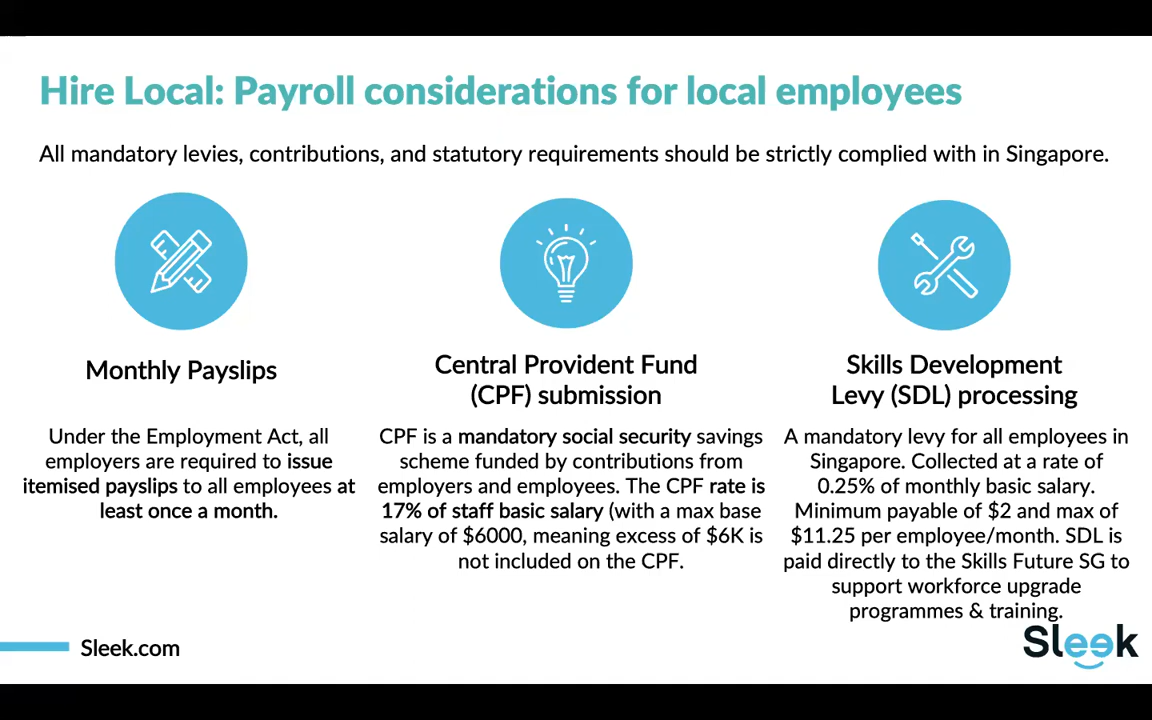 Hire Local: Payroll considerations for local employees
All mandatory levies, contributions, and statutory requirements should be strictly complied with in Singapore.
Monthly Payslips
Under the Employment Act, all
employers are required to issue
itemised payslips to all employees at
least once a month.
Central Provident Fund
(CPF) submission
CPF is a mandatory social security savings
scheme funded by contributions from
employers and employees. The CPF rate is
17% of staff basic salary (with a max base
salary of $6000, meaning excess of $6K is
not included on the CPF.
Skills Development
Levy (SDL) processing
A mandatory levy for all employees in
Singapore. Collected at a rate of
0.25% of monthly basic salary.
Minimum payable of $2 and max of
$11.25 per employee/month. SDL is
paid directly to the Skills Future SG to
support workforce upgrade
programmes & training.
Sleek.com
Sleek